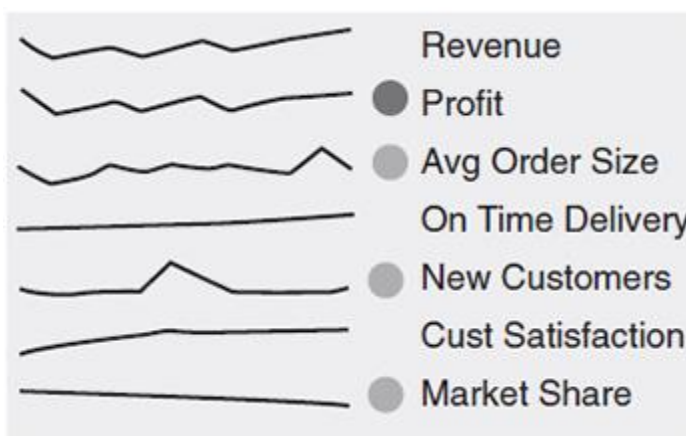 Revenue
Profit
Avg Order Size
On Time Delivery
New Customers
Cust Satisfaction
Market Share